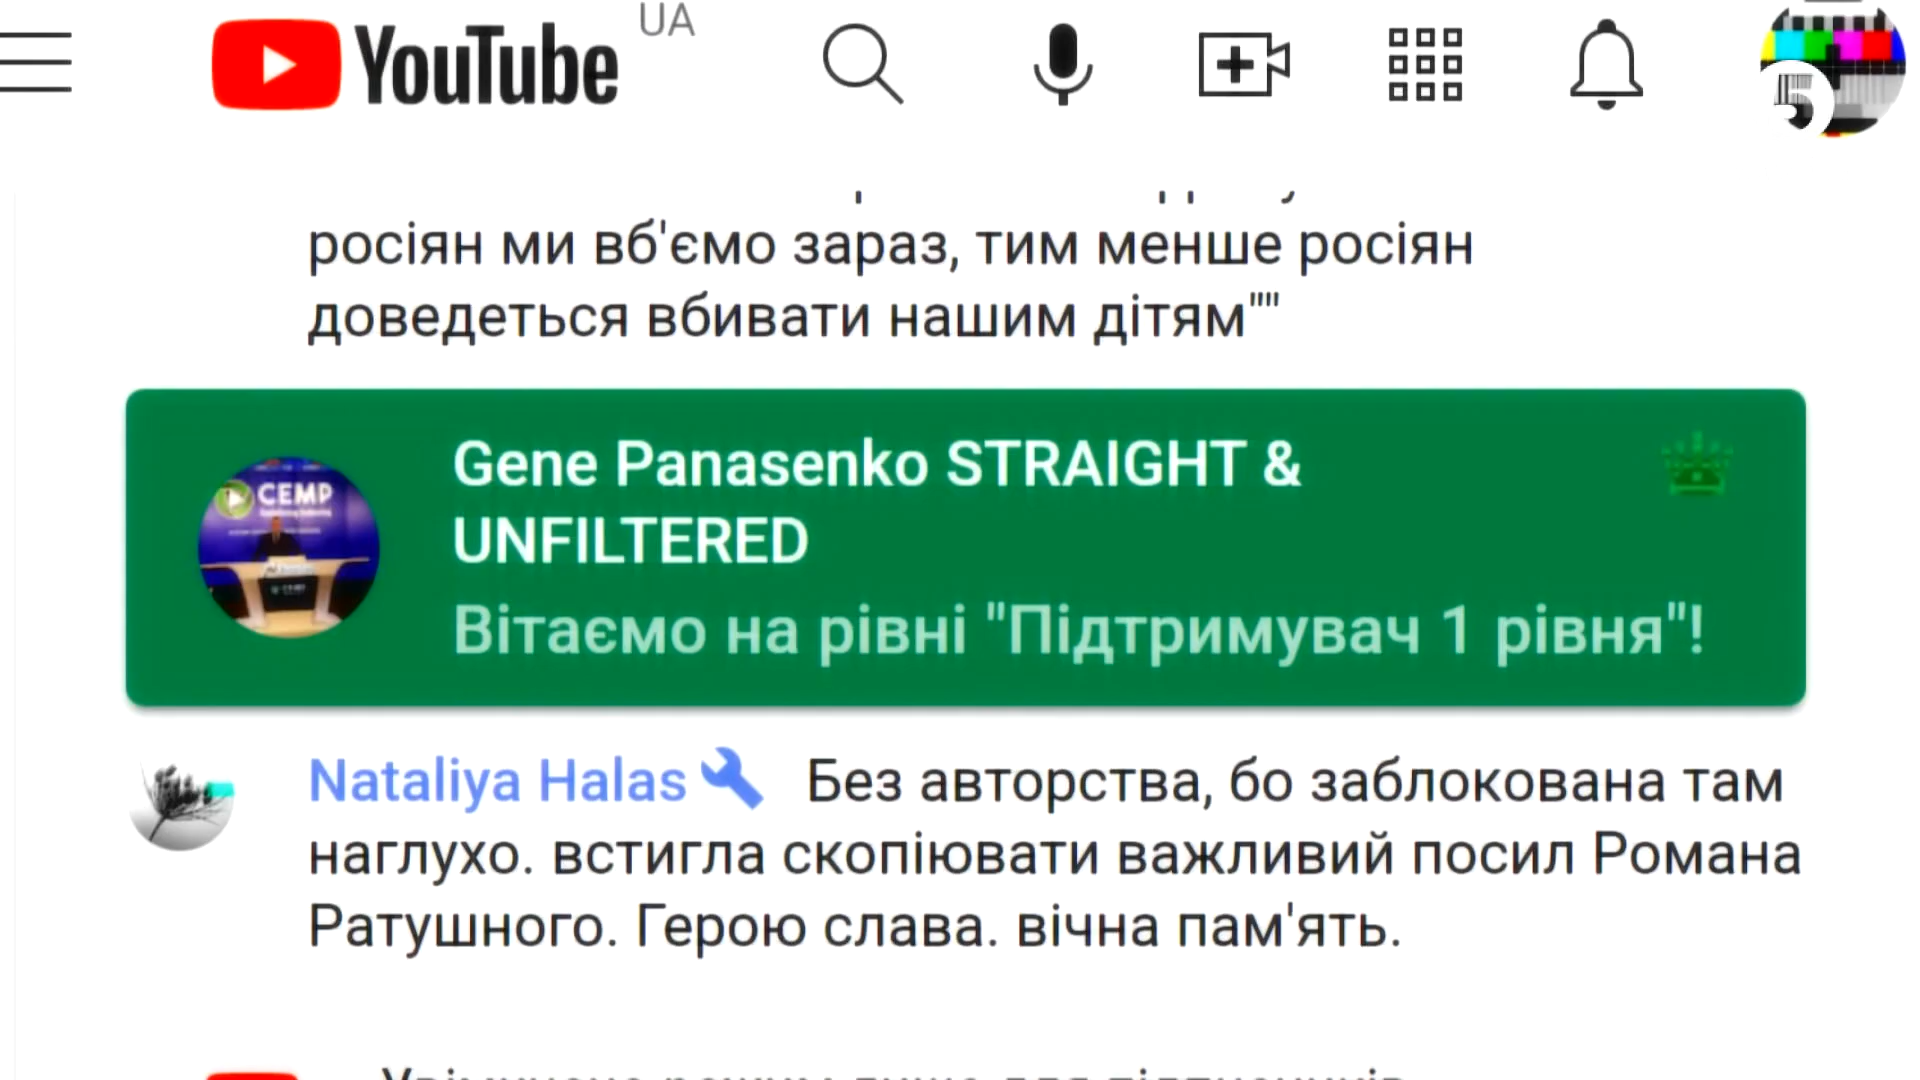 YouTube UA
5
росіян ми вб'ємо зараз, тим менше росіян
доведеться вбивати нашим дітям""
CEMP
Gene Panasenko STRAIGHT &
UNFILTERED
Вітаємо на рівні "Підтримувач 1 рівня"!
Nataliya Halas Без авторства, бо заблокована там
наглухо. встигла скопіювати важливий посил Романа
Ратушного. Герою слава. вічна пам'ять.